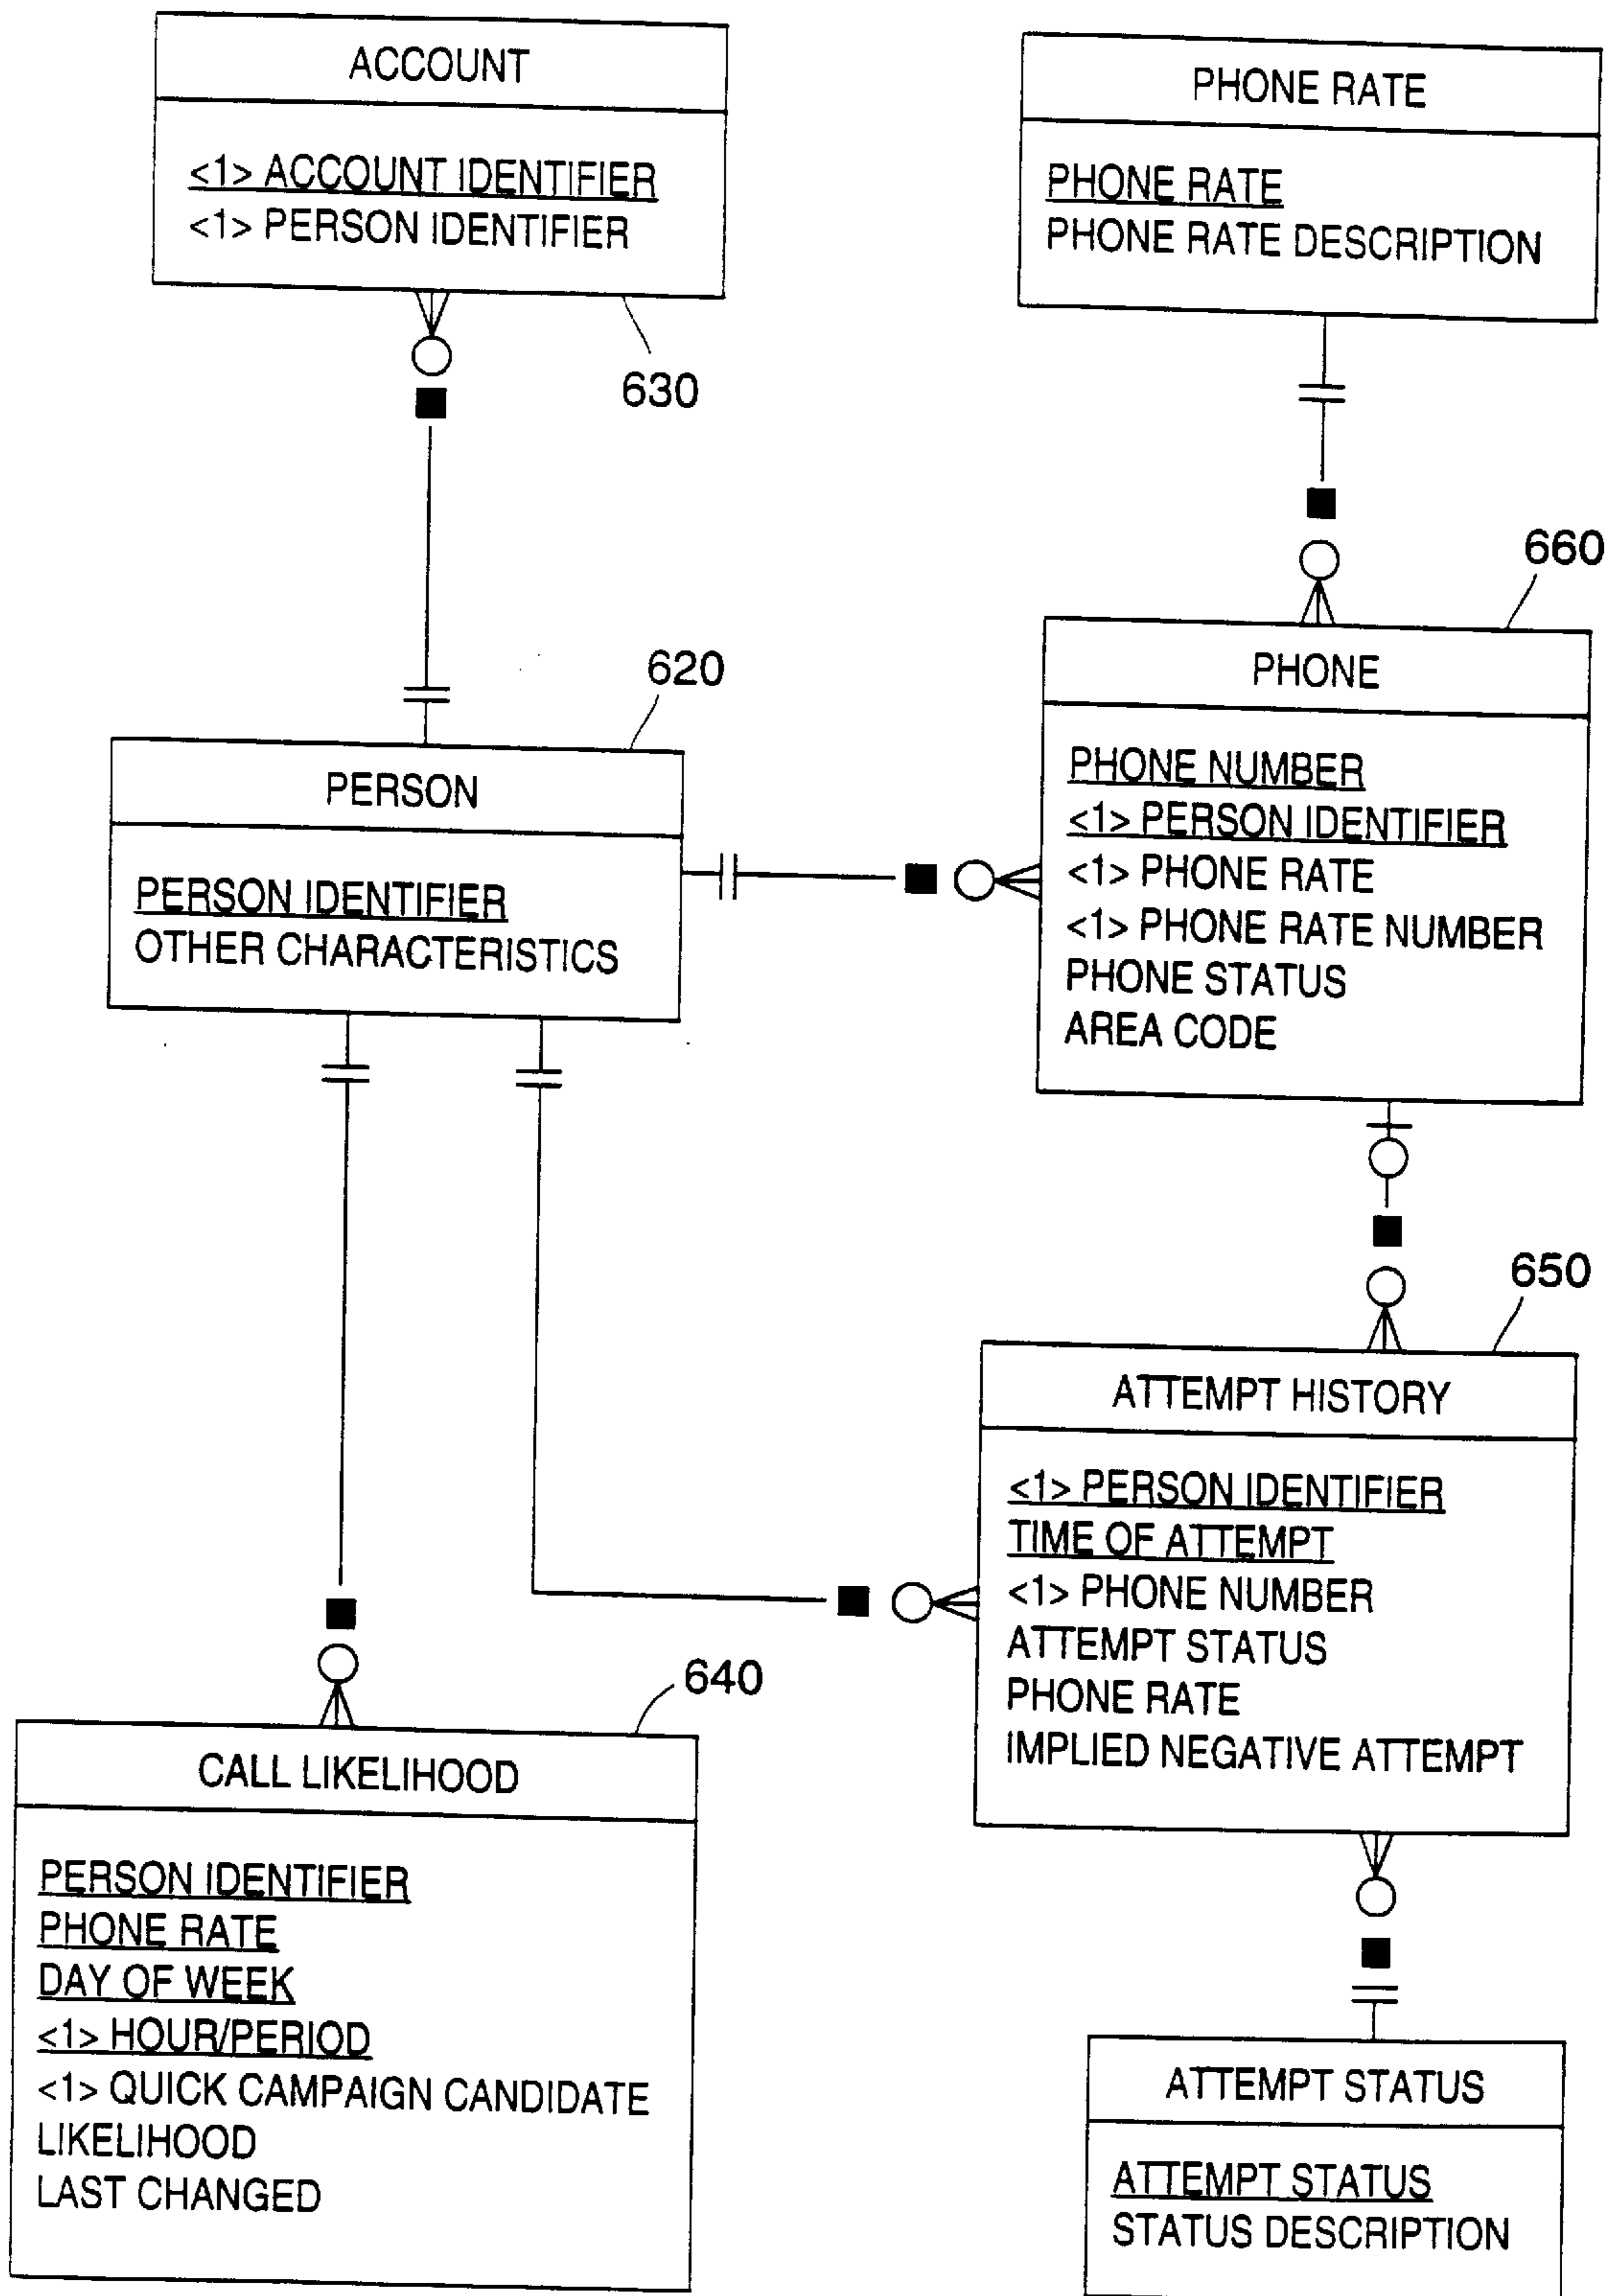 ACCOUNT
<1> ACCOUNT IDENTIFIER
<1> PERSON IDENTIFIER
630
PHONE RATE
PHONE RATE
PHONE RATE DESCRIPTION
660
PHONE
PHONE NUMBER
<1> PERSON IDENTIFIER
<1> PHONE RATE
<1> PHONE RATE NUMBER
PHONE STATUS
AREA CODE
620
PERSON
PERSON IDENTIFIER
OTHER CHARACTERISTICS
650
ATTEMPT HISTORY
<1> PERSON IDENTIFIER
TIME OF ATTEMPT
<1> PHONE NUMBER
ATTEMPT STATUS
PHONE RATE
IMPLIED NEGATIVE ATTEMPT
640
CALL LIKELIHOOD
PERSON IDENTIFIER
PHONE RATE
DAY OF WEEK
<1> HOUR/PERIOD
<1> QUICK CAMPAIGN CANDIDATE
LIKELIHOOD
LAST CHANGED
ATTEMPT STATUS
ATTEMPT STATUS
STATUS DESCRIPTION